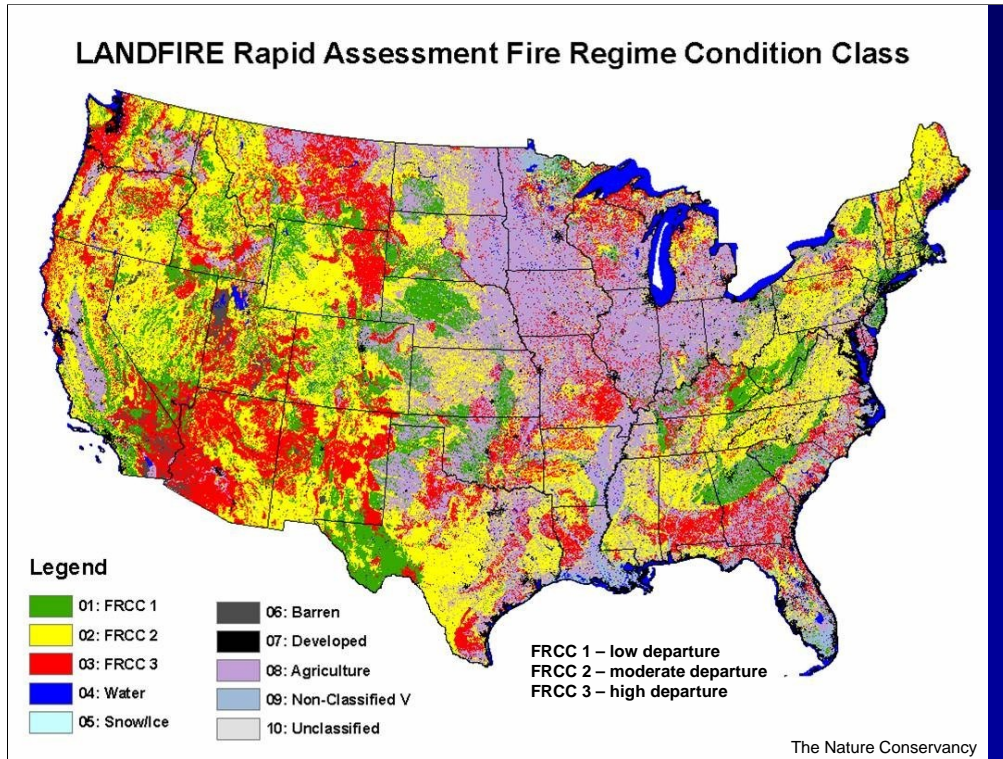 LANDFIRE Rapid Assessment Fire Regime Condition Class
Legend
01: FRCC 1
02: FRCC 2
03: FRCC 3
04: Water
05: Snow/Ice
06: Barren
07: Developed
08: Agriculture
09: Non-Classified V
10: Unclassified
FRCC 1 – low departure
FRCC 2 – moderate departure
FRCC 3 – high departure
The Nature Conservancy